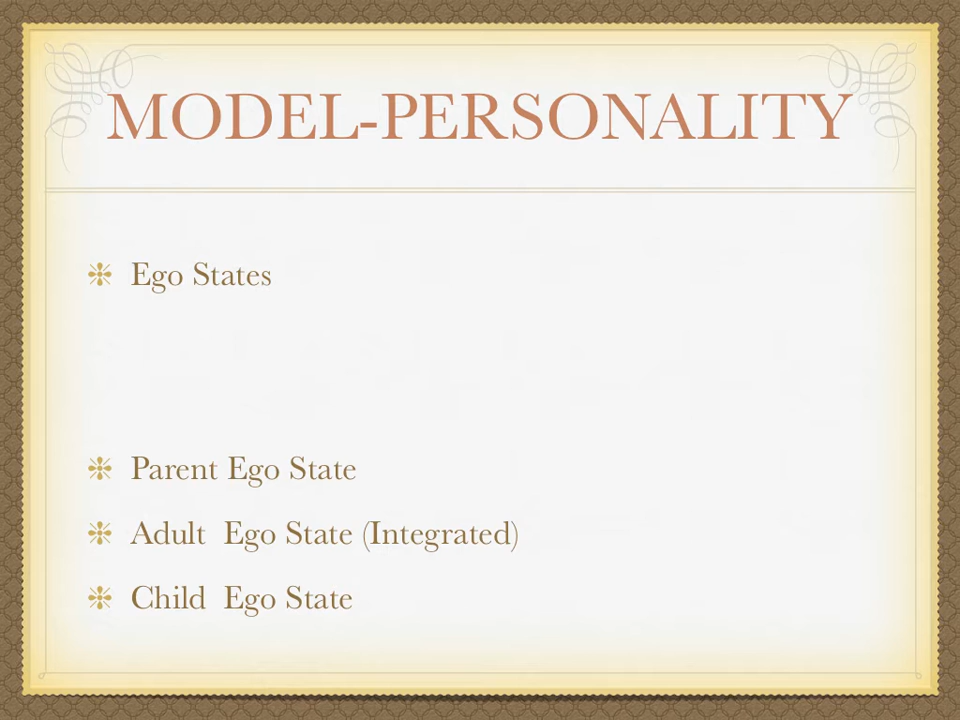 MODEL-PERSONALITY
Ego States
Parent Ego State
Adult  Ego State (Integrated)
Child  Ego State